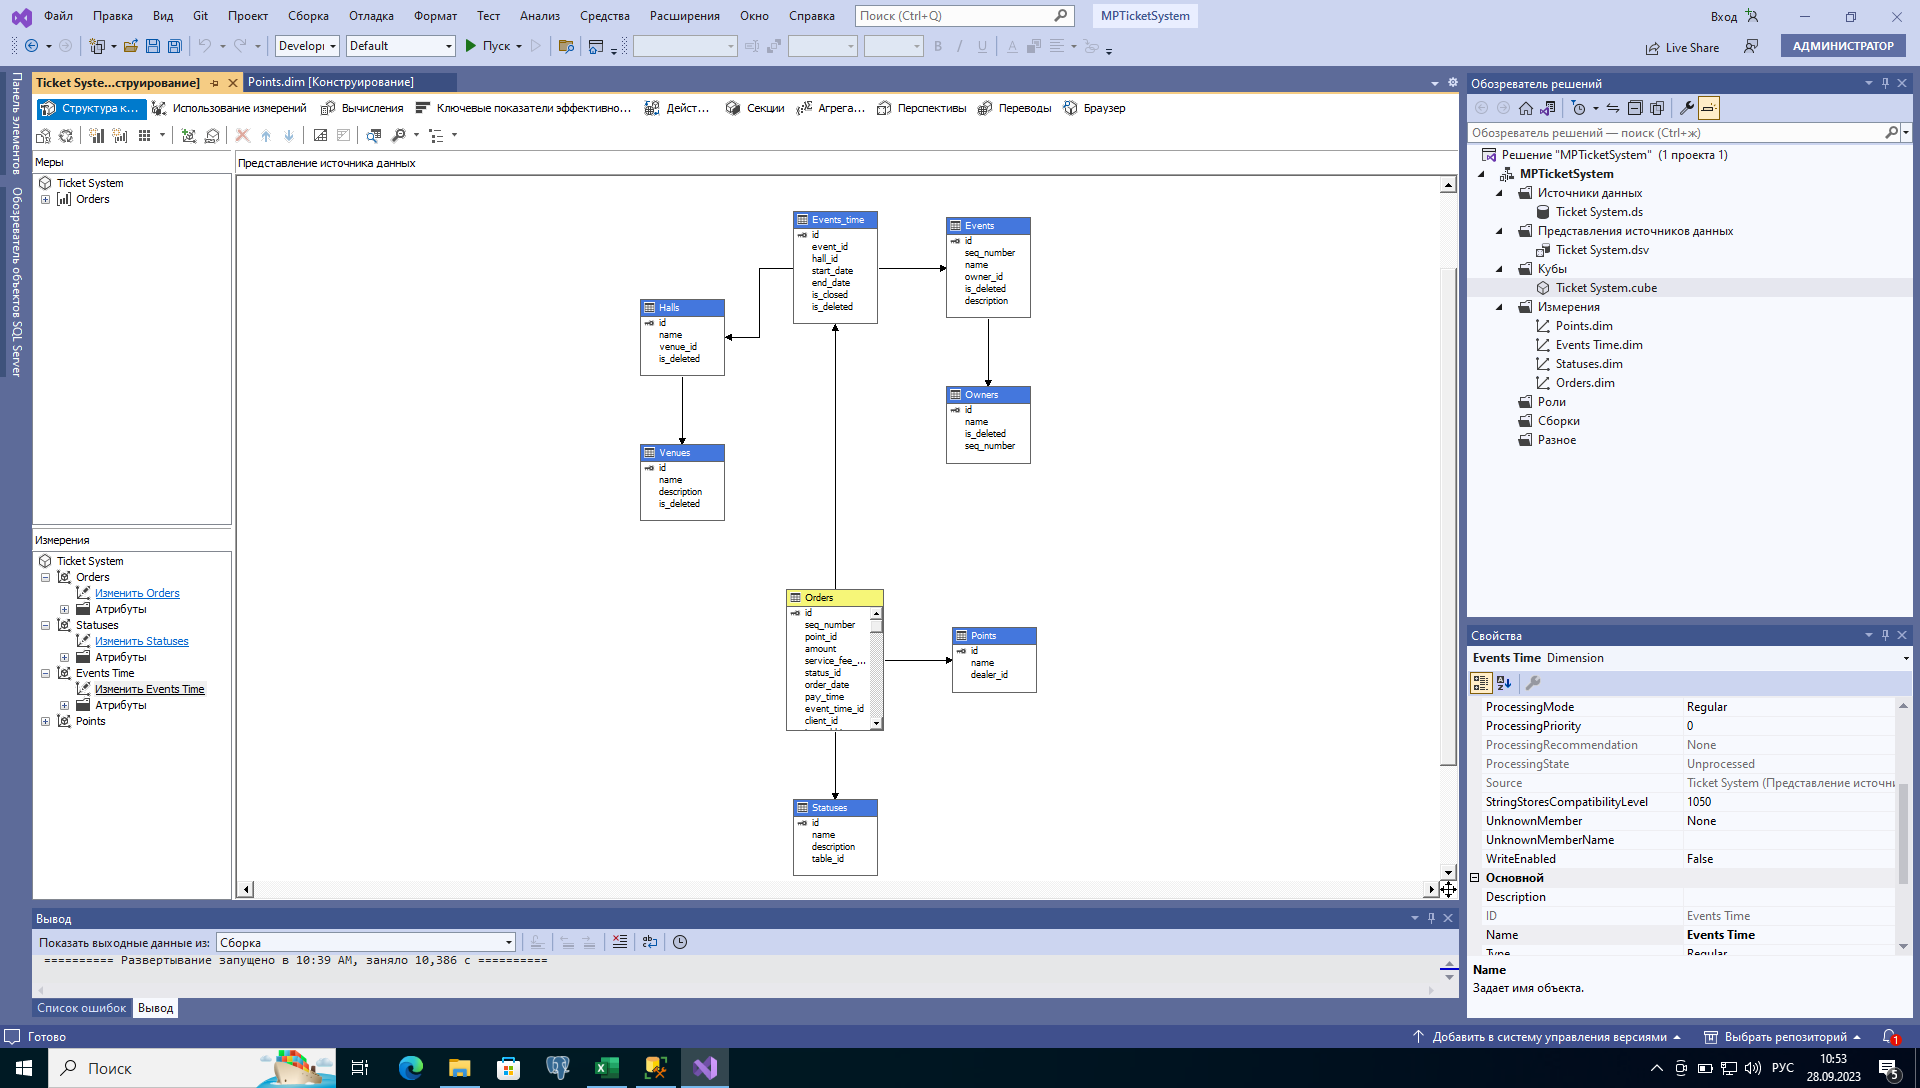 Файл Правка Вид Git Проект Сборка Отладка Формат Тест Анализ Средства Расширения Окно Справка Поиск (Ctrl+Q) MPTicketSystem Вход
Develop Default Пуск Live Share АДМИНИСТРАТОР
Панель элементов
Обозреватель объектов SQL Server
Ticket Syste...струирование] Points.dim [Конструирование]
Структура к... Использование измерений Вычисления Ключевые показатели эффективно... Дейст... Секции Агрега... Перспективы Переводы Браузер
Меры
Ticket System
Orders
Измерения
Ticket System
Orders
Изменить Orders
Атрибуты
Statuses
Изменить Statuses
Атрибуты
Events Time
Изменить Events Time
Атрибуты
Points
Представление источника данных
Events_time
id
event_id
hall_id
start_date
end_date
is_closed
is_deleted
Events
id
seq_number
name
owner_id
is_deleted
description
Halls
id
name
venue_id
is_deleted
Owners
id
name
is_deleted
seq_number
Venues
id
name
description
is_deleted
Orders
id
seq_number
point_id
amount
service_fee_...
status_id
order_date
pay_time
event_time_id
client_id
Points
id
name
dealer_id
Statuses
id
name
description
table_id
Вывод
Показать выходные данные из: Сборка
========== Развертывание запущено в 10:39 AM, заняло 10,386 с ==========
Список ошибок Вывод
Обозреватель решений
Обозреватель решений — поиск (Ctrl+ж)
Решение "MPTicketSystem" (1 проекта 1)
MPTicketSystem
Источники данных
Ticket System.ds
Представления источников данных
Ticket System.dsv
Кубы
Ticket System.cube
Измерения
Points.dim
Events Time.dim
Statuses.dim
Orders.dim
Роли
Сборки
Разное
Свойства
Events Time Dimension
ProcessingMode Regular
ProcessingPriority 0
ProcessingRecommendation None
ProcessingState Unprocessed
Source Ticket System (Представление источни
StringStoresCompatibilityLevel 1050
UnknownMember None
UnknownMemberName
WriteEnabled False
Основной
Description
ID Events Time
Name Events Time
Type Regular
Name
Задает имя объекта.
Готово Добавить в систему управления версиями Выбрать репозиторий 1
Поиск РУС 10:53
28.09.2023 5